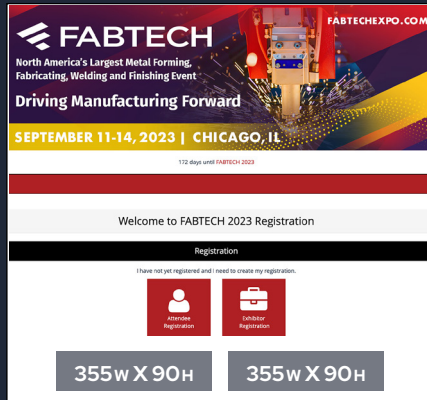 FABTECHEXPO.COM
FABTECH
North America's Largest Metal Forming,
Fabricating, Welding and Finishing Event
Driving Manufacturing Forward
SEPTEMBER 11-14, 2023 | CHICAGO, IL
172 days until FABTECH 2023
Welcome to FABTECH 2023 Registration
Registration
I have not yet registered and I need to create my registration.
Attendee
Registration
Exhibitor
Registration
355W X 90H
355W X 90H